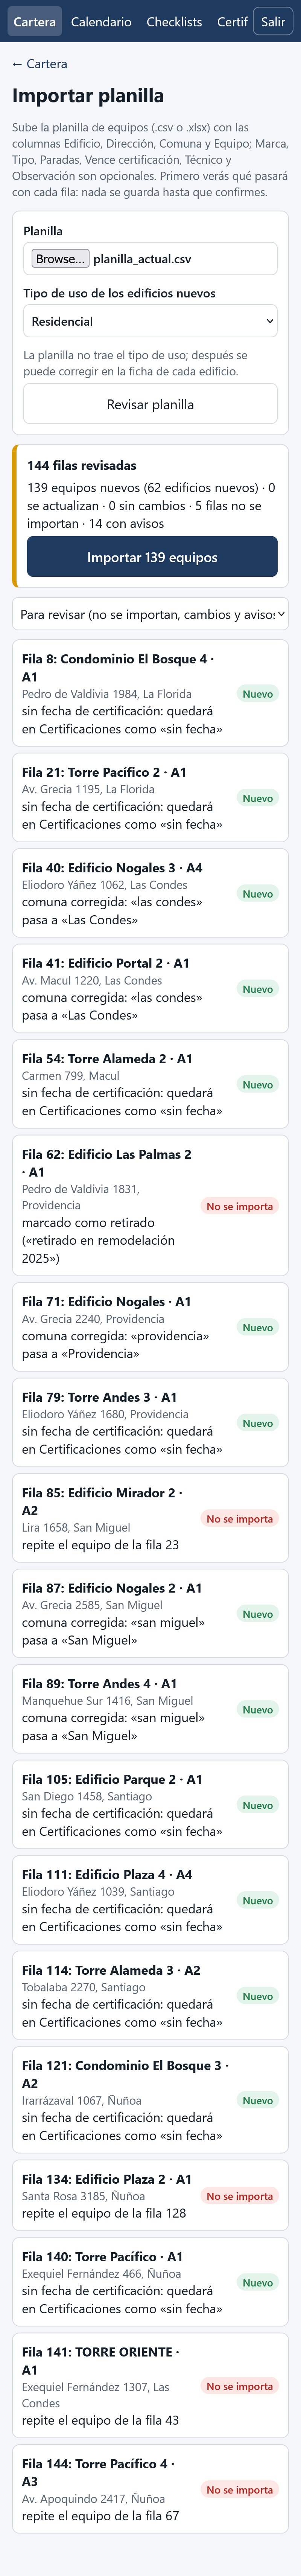 Cartera Calendario Checklists Certif Salir
← Cartera
Importar planilla
Sube la planilla de equipos (.csv o .xlsx) con las
columnas Edificio, Dirección, Comuna y Equipo; Marca,
Tipo, Paradas, Vence certificación, Técnico y
Observación son opcionales. Primero verás qué pasará
con cada fila: nada se guarda hasta que confirmes.
Planilla
Browse... planilla_actual.csv
Tipo de uso de los edificios nuevos
Residencial
La planilla no trae el tipo de uso; después se
puede corregir en la ficha de cada edificio.
Revisar planilla
144 filas revisadas
139 equipos nuevos (62 edificios nuevos) · 0
se actualizan · 0 sin cambios · 5 filas no se
importan · 14 con avisos
Importar 139 equipos
Para revisar (no se importan, cambios y avisos
Fila 8: Condominio El Bosque 4 ·
A1
Pedro de Valdivia 1984, La Florida
sin fecha de certificación: quedará
en Certificaciones como «sin fecha»
Nuevo
Fila 21: Torre Pacífico 2 · A1
Av. Grecia 1195, La Florida
sin fecha de certificación: quedará
en Certificaciones como «sin fecha»
Nuevo
Fila 40: Edificio Nogales 3 · A4
Eliodoro Yáñez 1062, Las Condes
comuna corregida: «las condes»
pasa a «Las Condes»
Nuevo
Fila 41: Edificio Portal 2 · A1
Av. Macul 1220, Las Condes
comuna corregida: «las condes»
pasa a «Las Condes»
Nuevo
Fila 54: Torre Alameda 2 · A1
Carmen 799, Macul
sin fecha de certificación: quedará
en Certificaciones como «sin fecha»
Nuevo
Fila 62: Edificio Las Palmas 2
· A1
Pedro de Valdivia 1831,
Providencia
marcado como retirado
(«retirado en remodelación
2025»)
No se importa
Fila 71: Edificio Nogales · A1
Av. Grecia 2240, Providencia
comuna corregida: «providencia»
pasa a «Providencia»
Nuevo
Fila 79: Torre Andes 3 · A1
Eliodoro Yáñez 1680, Providencia
sin fecha de certificación: quedará
en Certificaciones como «sin fecha»
Nuevo
Fila 85: Edificio Mirador 2 ·
A2
Lira 1658, San Miguel
repite el equipo de la fila 23
No se importa
Fila 87: Edificio Nogales 2 · A1
Av. Grecia 2585, San Miguel
comuna corregida: «san miguel»
pasa a «San Miguel»
Nuevo
Fila 89: Torre Andes 4 · A1
Manquehue Sur 1416, San Miguel
comuna corregida: «san miguel»
pasa a «San Miguel»
Nuevo
Fila 105: Edificio Parque 2 · A1
San Diego 1458, Santiago
sin fecha de certificación: quedará
en Certificaciones como «sin fecha»
Nuevo
Fila 111: Edificio Plaza 4 · A4
Eliodoro Yáñez 1039, Santiago
sin fecha de certificación: quedará
en Certificaciones como «sin fecha»
Nuevo
Fila 114: Torre Alameda 3 · A2
Tobalaba 2270, Santiago
sin fecha de certificación: quedará
en Certificaciones como «sin fecha»
Nuevo
Fila 121: Condominio El Bosque 3 ·
A2
Irarrázaval 1067, Ñuñoa
sin fecha de certificación: quedará
en Certificaciones como «sin fecha»
Nuevo
Fila 134: Edificio Plaza 2 · A1
Santa Rosa 3185, Ñuñoa
repite el equipo de la fila 128
No se importa
Fila 140: Torre Pacífico · A1
Exequiel Fernández 466, Ñuñoa
sin fecha de certificación: quedará
en Certificaciones como «sin fecha»
Nuevo
Fila 141: TORRE ORIENTE ·
A1
Exequiel Fernández 1307, Las
Condes
repite el equipo de la fila 43
No se importa
Fila 144: Torre Pacífico 4 ·
A3
Av. Apoquindo 2417, Ñuñoa
repite el equipo de la fila 67
No se importa